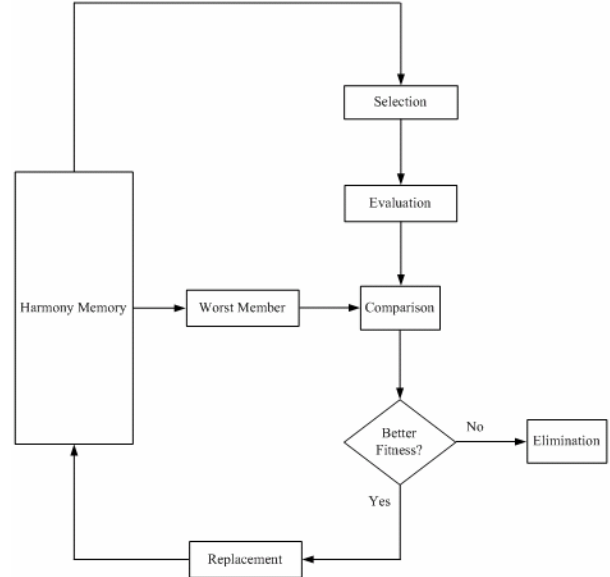 Selection
Evaluation
Harmony Memory
Worst Member
Comparison
Better
Fitness?
No
Elimination
Yes
Replacement